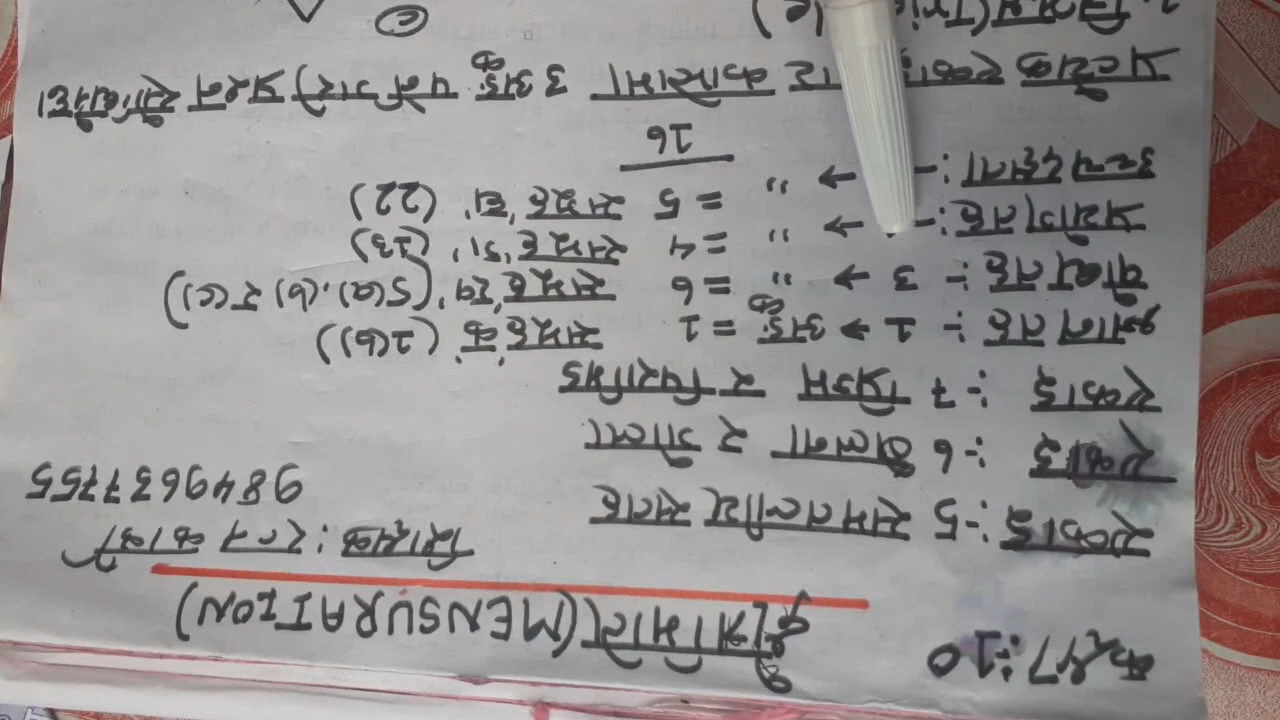 कक्षा :- 10
क्षेत्रमिति (MENSURATION)
शिक्षक : रत्न कार्की
9849637755
एकाइ :- 5 समतलीय सतह
एकाइ :- 6 बेलना र गोला
एकाइ :- 7 प्रिज्म र पिरामिड
ज्ञान तह :- 1 → अङ्क = 1 समूह 'क' (1(b))
बोध तह :- 3 → ,, = 6 समूह 'ख' (5(a), (b), र (c))
प्रयोग तह :- → ,, = 4 समूह 'ग' (13)
उच्च दक्षता :- → ,, = 5 समूह 'घ' (22)
16
प्रत्येक एकाइ कम्तिमा 3 अङ्क पर्ने गरी प्रश्न सोधिनेछ।